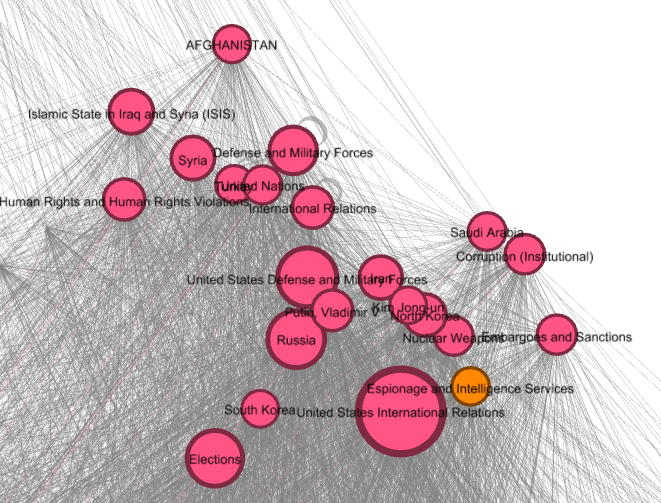 AFGHANISTAN
Islamic State in Iraq and Syria (ISIS)
Defense and Military Forces
Syria
Turkey
United Nations
Human Rights and Human Rights Violations
International Relations
Saudi Arabia
Corruption (Institutional)
United States Defense and Military Forces
Iran
Putin, Vladimir V
Kim Jong-un
North Korea
Russia
Nuclear Weapons
Embargoes and Sanctions
Espionage and Intelligence Services
South Korea
United States International Relations
Elections